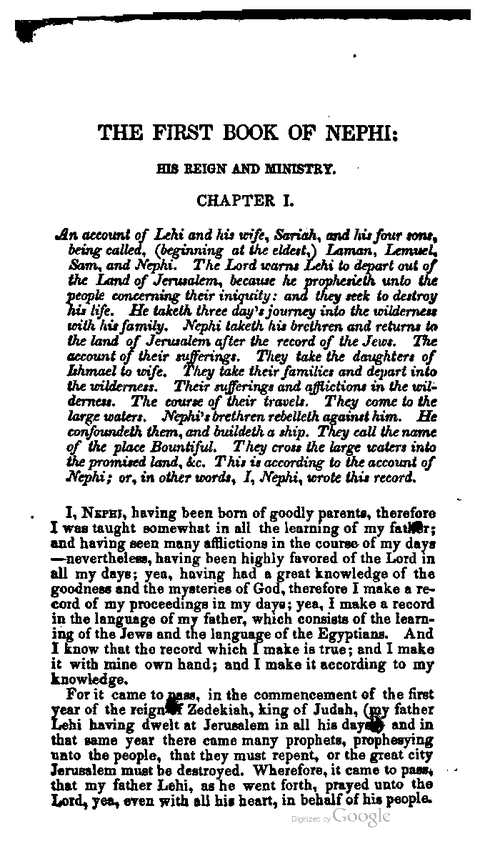 THE FIRST BOOK OF NEPHI:
HIS REIGN AND MINISTRY.
CHAPTER I.
An account of Lehi and his wife, Sariah, and his four sons,
being called, (beginning at the eldest,) Laman, Lemuel,
Sam, and Nephi. The Lord warns Lehi to depart out of
the Land of Jerusalem, because he prophesieth unto the
people concerning their iniquity: and they seek to destroy
his life. He taketh three day's journey into the wilderness
with his family. Nephi taketh his brethren and returns to
the land of Jerusalem after the record of the Jews. The
account of their sufferings. They take the daughters of
Ishmael to wife. They take their families and depart into
the wilderness. Their sufferings and afflictions in the wil-
derness. The course of their travels. They come to the
large waters. Nephi's brethren rebelleth against him. He
confoundeth them, and buildeth a ship. They call the name
of the place Bountiful. They cross the large waters into
the promised land, &c. This is according to the account of
Nephi; or, in other words, I, Nephi, wrote this record.
I, NEPHI, having been born of goodly parents, therefore
I was taught somewhat in all the learning of my father;
and having seen many afflictions in the course of my days
—nevertheless, having been highly favored of the Lord in
all my days; yea, having had a great knowledge of the
goodness and the mysteries of God, therefore I make a re-
cord of my proceedings in my days; yea, I make a record
in the language of my father, which consists of the learn-
ing of the Jews and the language of the Egyptians. And
I know that the record which I make is true; and I make
it with mine own hand; and I make it according to my
knowledge.
For it came to pass, in the commencement of the first
year of the reign of Zedekiah, king of Judah, (my father
Lehi having dwelt at Jerusalem in all his days) and in
that same year there came many prophets, prophesying
unto the people, that they must repent, or the great city
Jerusalem must be destroyed. Wherefore, it came to pass,
that my father Lehi, as he went forth, prayed unto the
Lord, yea, even with all his heart, in behalf of his people.
Digitized by Google